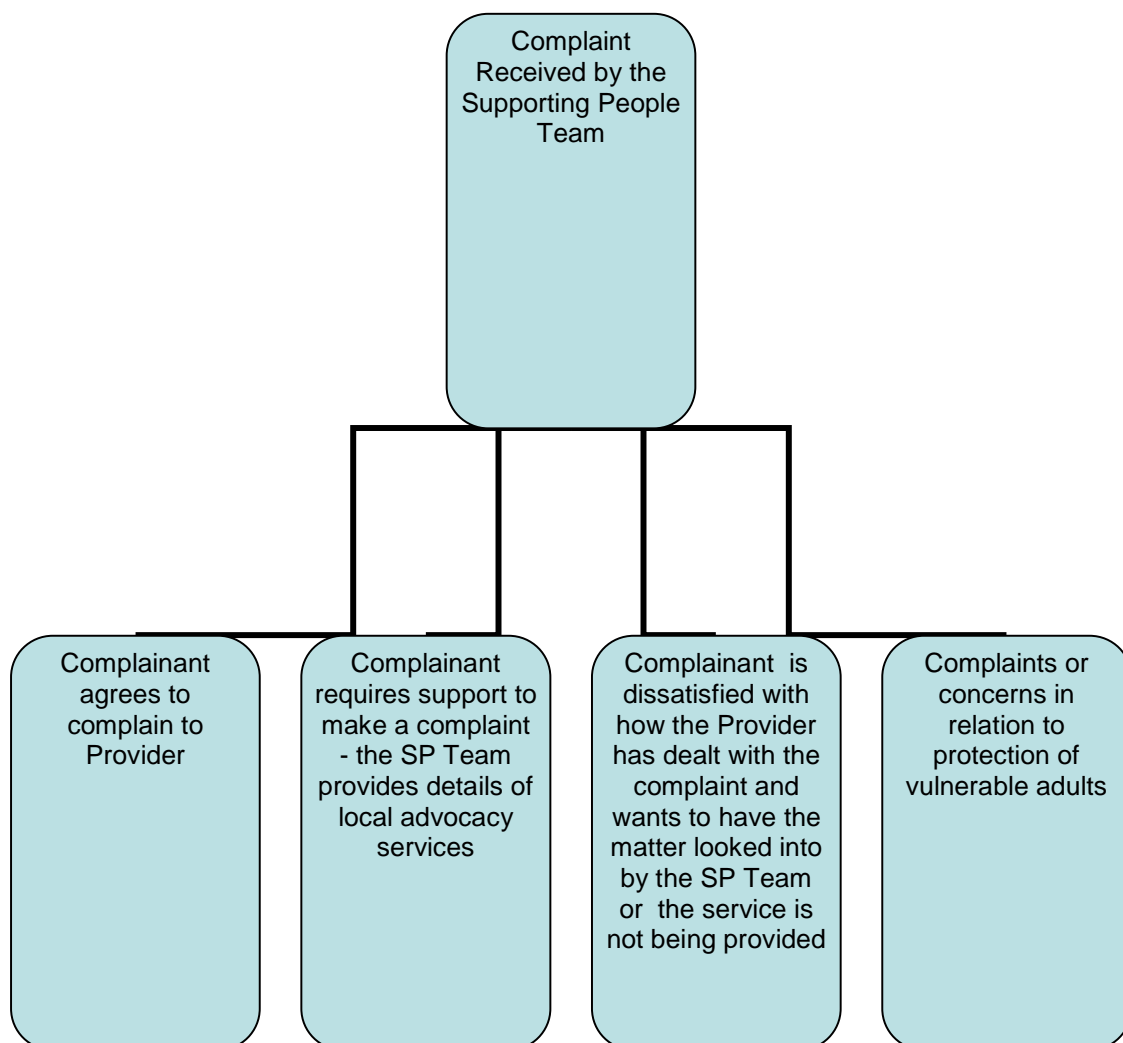 Complaint
Received by the
Supporting People
Team
Complainant
agrees to
complain to
Provider
Complainant
requires support to
make a complaint
- the SP Team
provides details of
local advocacy
services
Complainant is
dissatisfied with
how the Provider
has dealt with the
complaint and
wants to have the
matter looked into
by the SP Team
or the service is
not being provided
Complaints or
concerns in
relation to
protection of
vulnerable adults